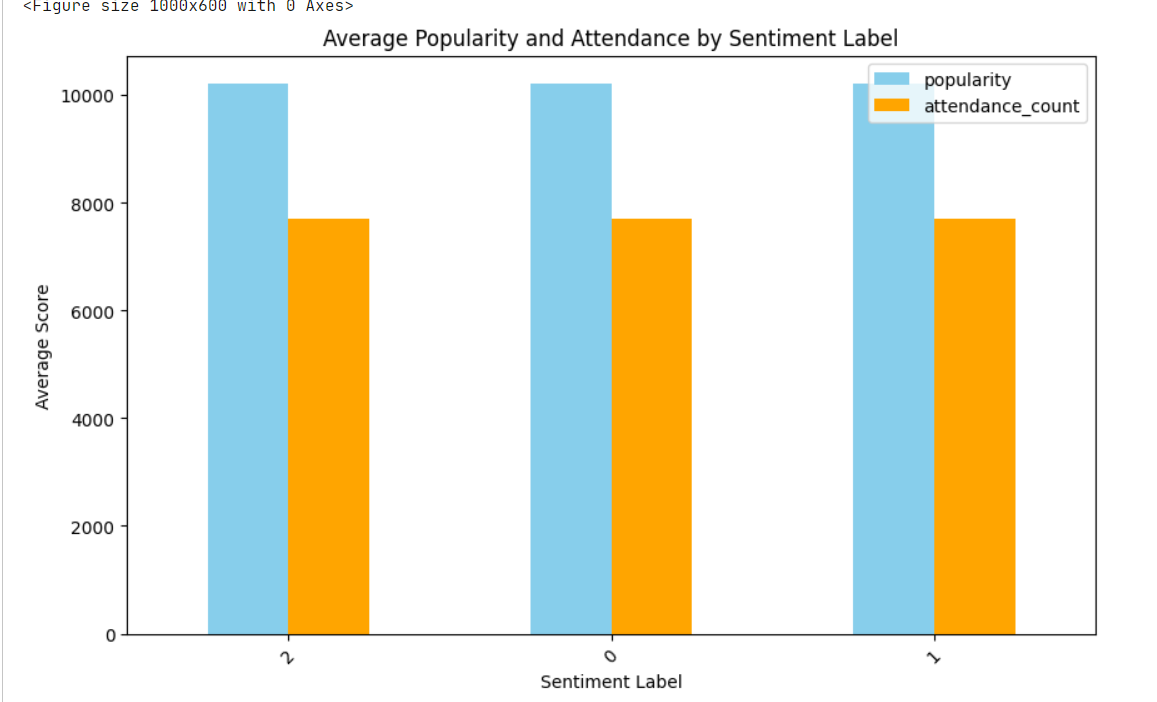 <Figure size 1000x600 with 0 Axes>
Average Popularity and Attendance by Sentiment Label
popularity
attendance_count
10000
8000
6000
4000
2000
0
Average Score
2
0
1
Sentiment Label